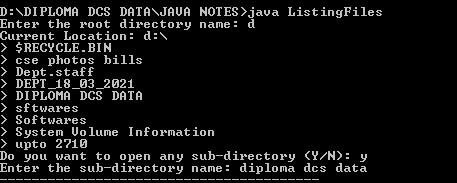 D:\DIPLOMA DCS DATA\JAVA NOTES>java ListingFiles
Enter the root directory name: d
Current Location: d:\
> $RECYCLE.BIN
> cse photos bills
> Dept.staff
> DEPT_18_03_2021
> DIPLOMA DCS DATA
> sftwares
> Softwares
> System Volume Information
> upto 2710
Do you want to open any sub-directory (Y/N): y
Enter the sub-directory name: diploma dcs data
----------------------------------------